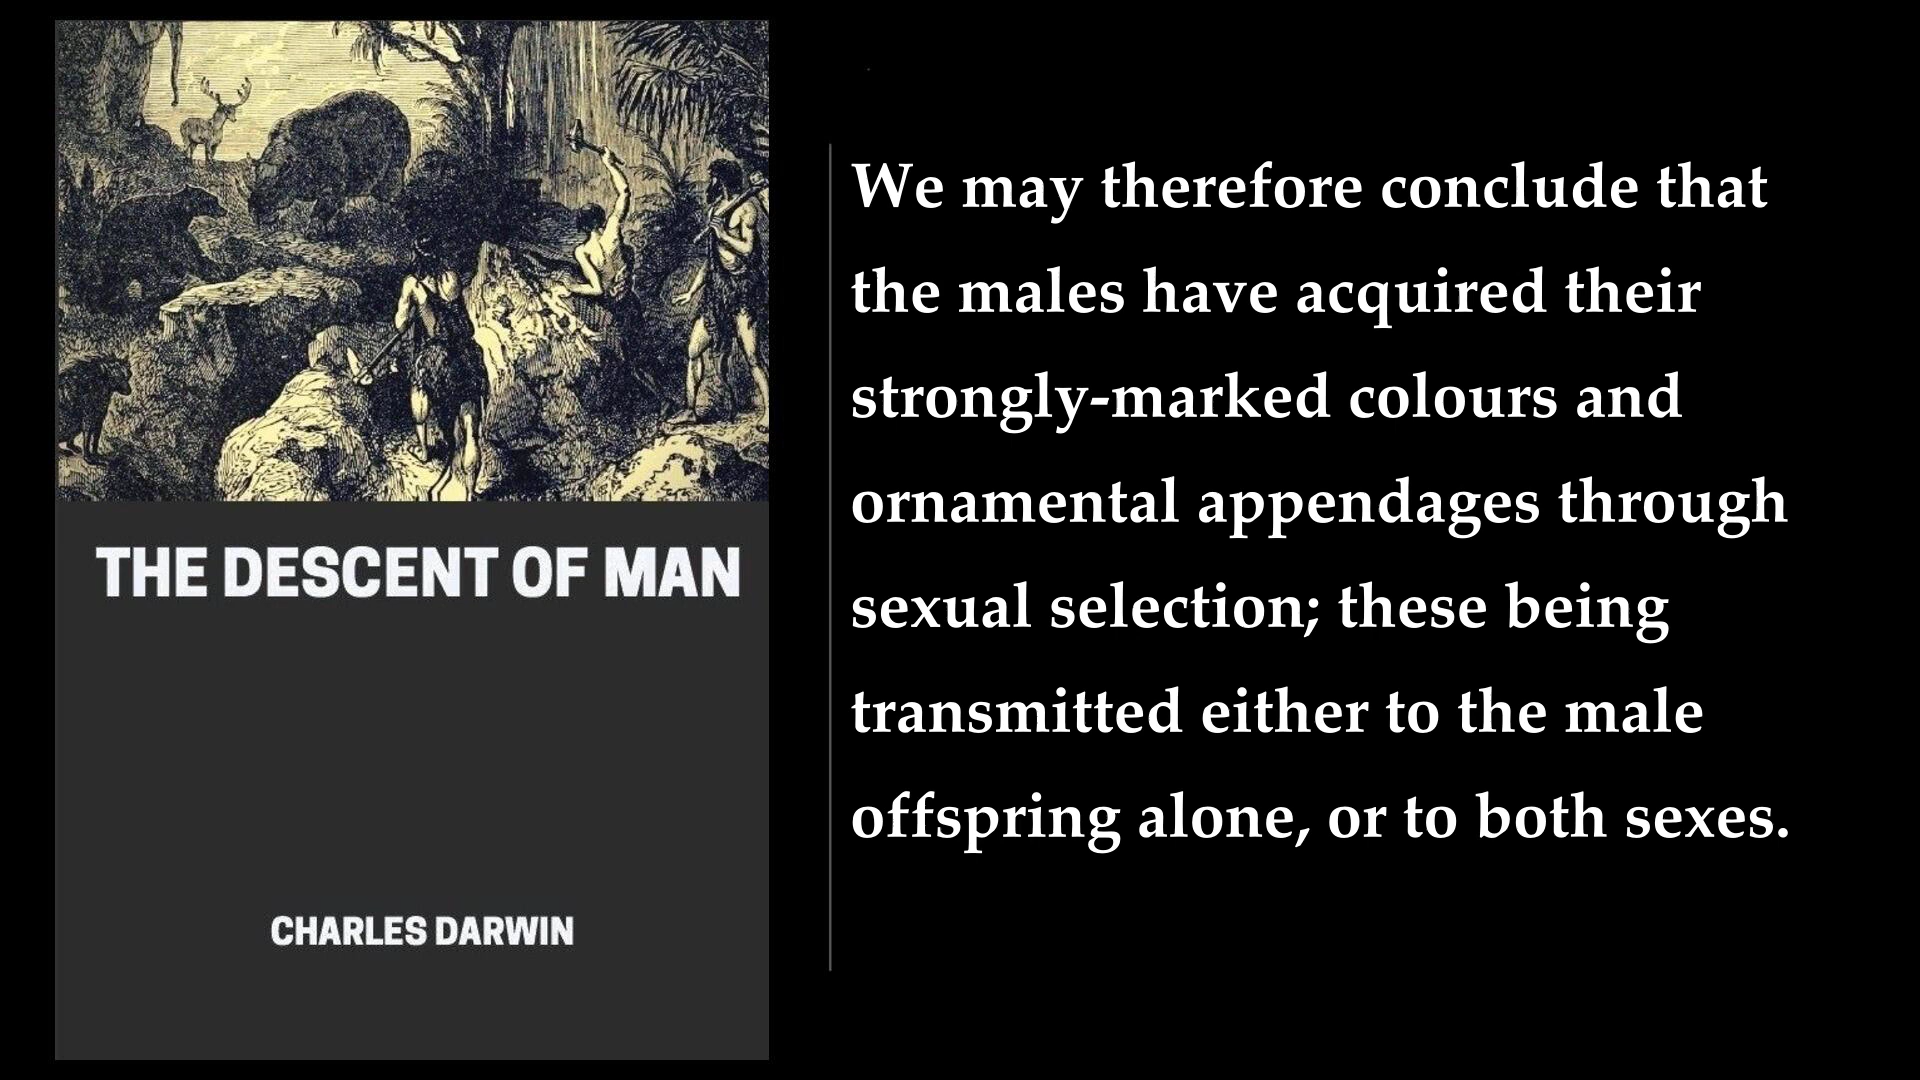 THE DESCENT OF MAN
CHARLES DARWIN
We may therefore conclude that
the males have acquired their
strongly-marked colours and
ornamental appendages through
sexual selection; these being
transmitted either to the male
offspring alone, or to both sexes.